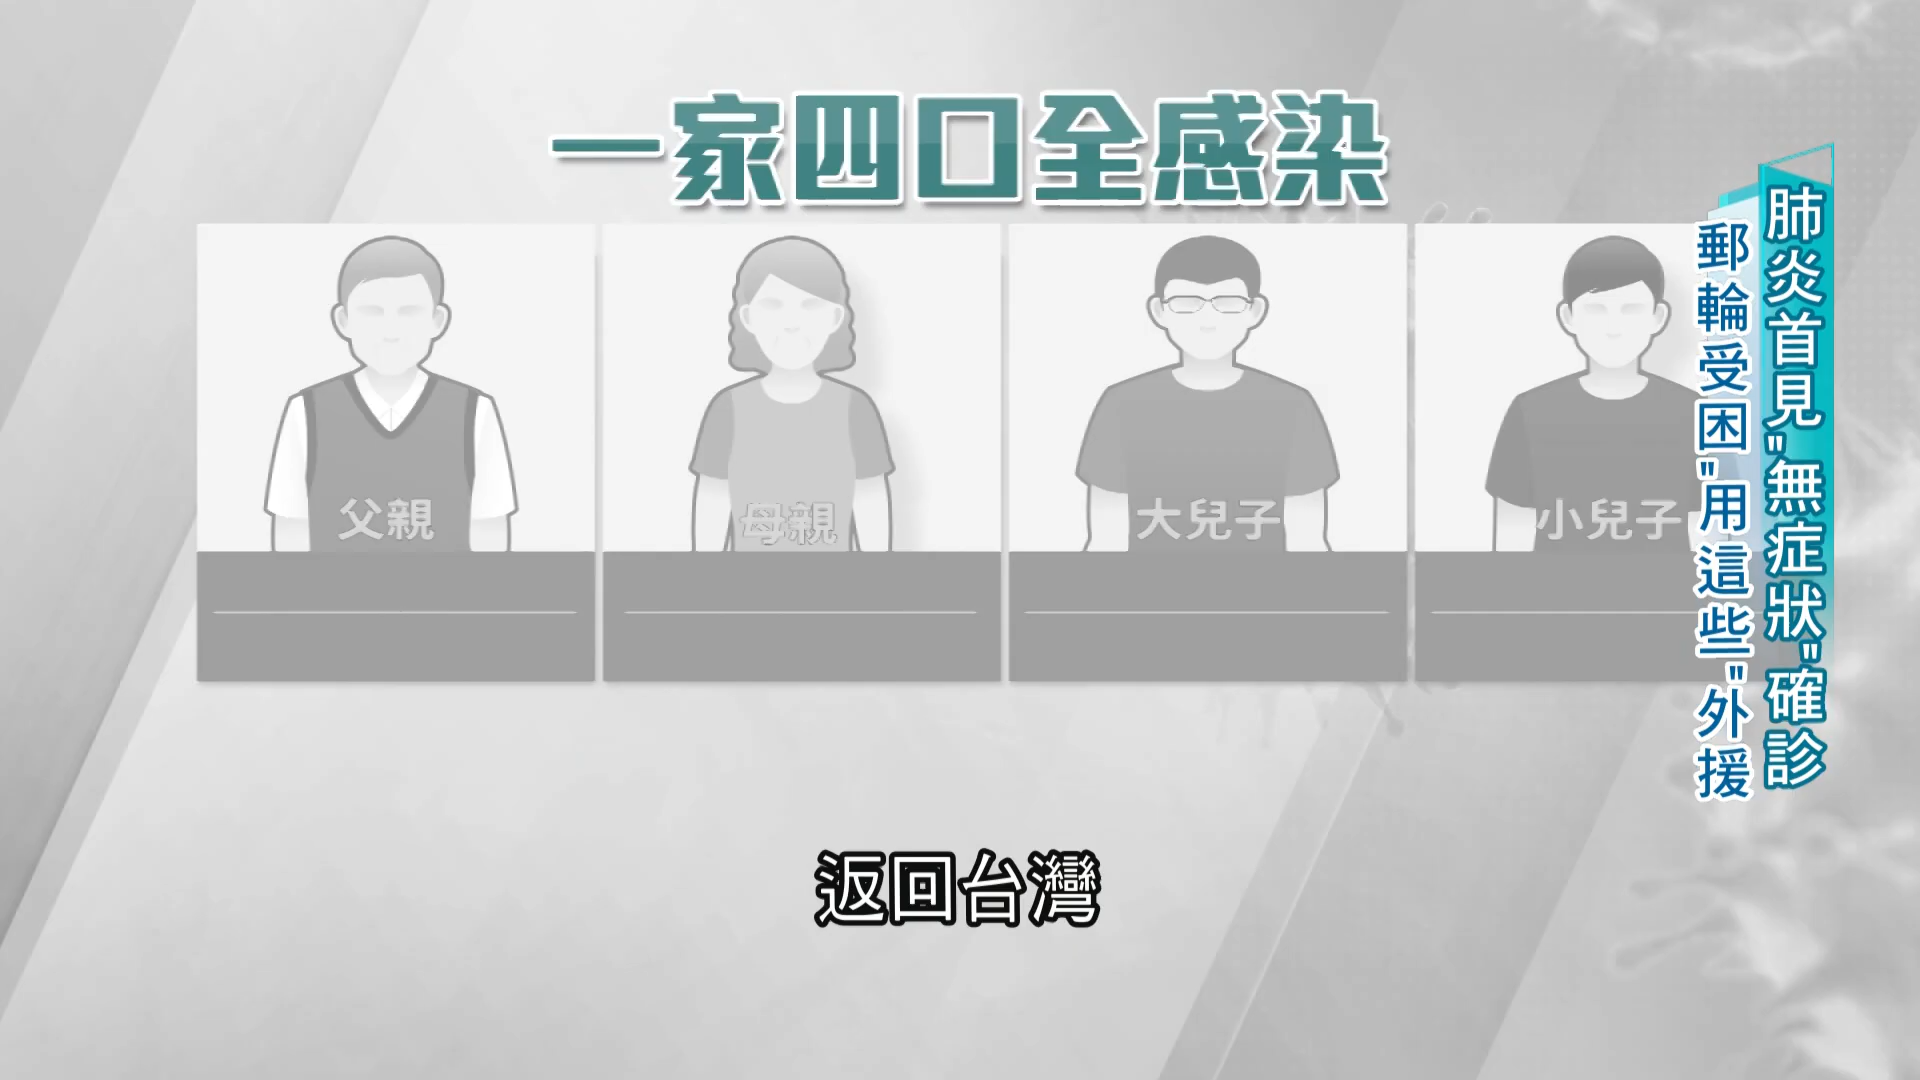 一家四口全感染
父親
母親
大兒子
小兒子
肺炎首見"無症狀"確診
郵輪受困"用這些"外援
返回台灣